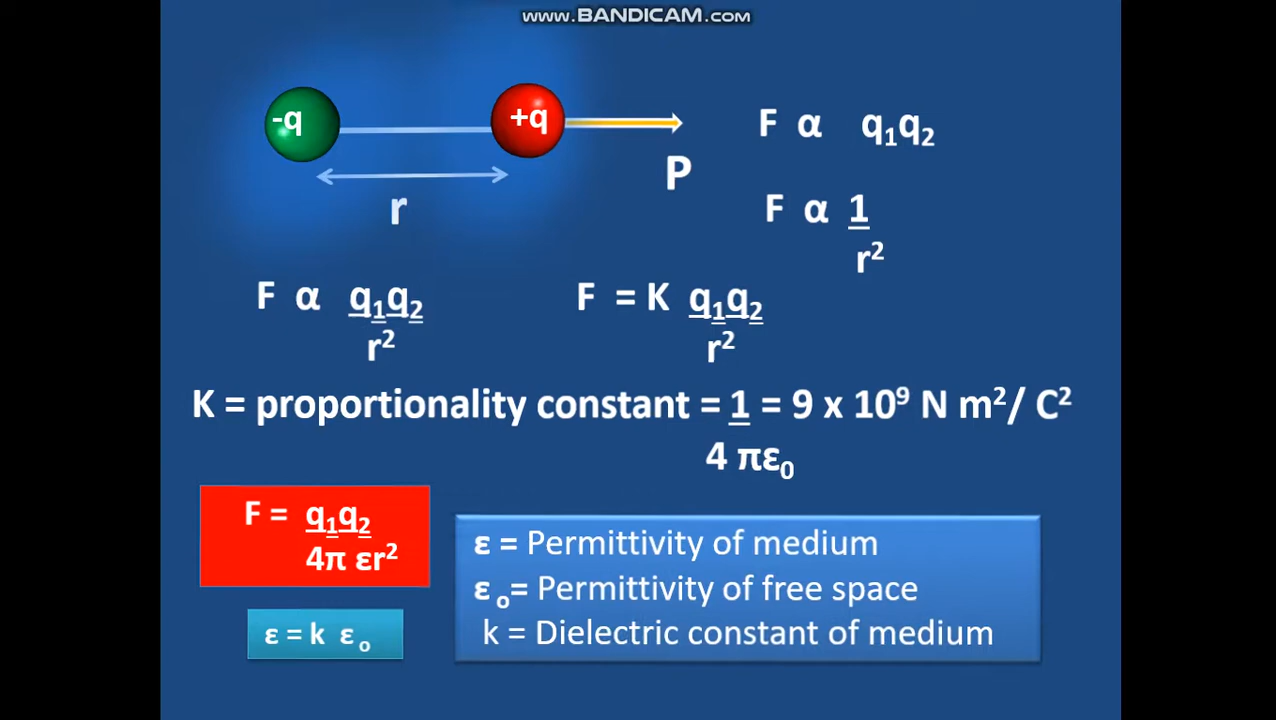 www.BANDICAM.com
-q +q
P
r
F α q₁q₂
F α 1
r²
F α q₁q₂
r²
F = K q₁q₂
r²
K = proportionality constant = 1 = 9 x 10⁹ N m²/ C²
4 πε₀
F = q₁q₂
4π εr²
ε = k εₒ
ε = Permittivity of medium
εₒ= Permittivity of free space
k = Dielectric constant of medium